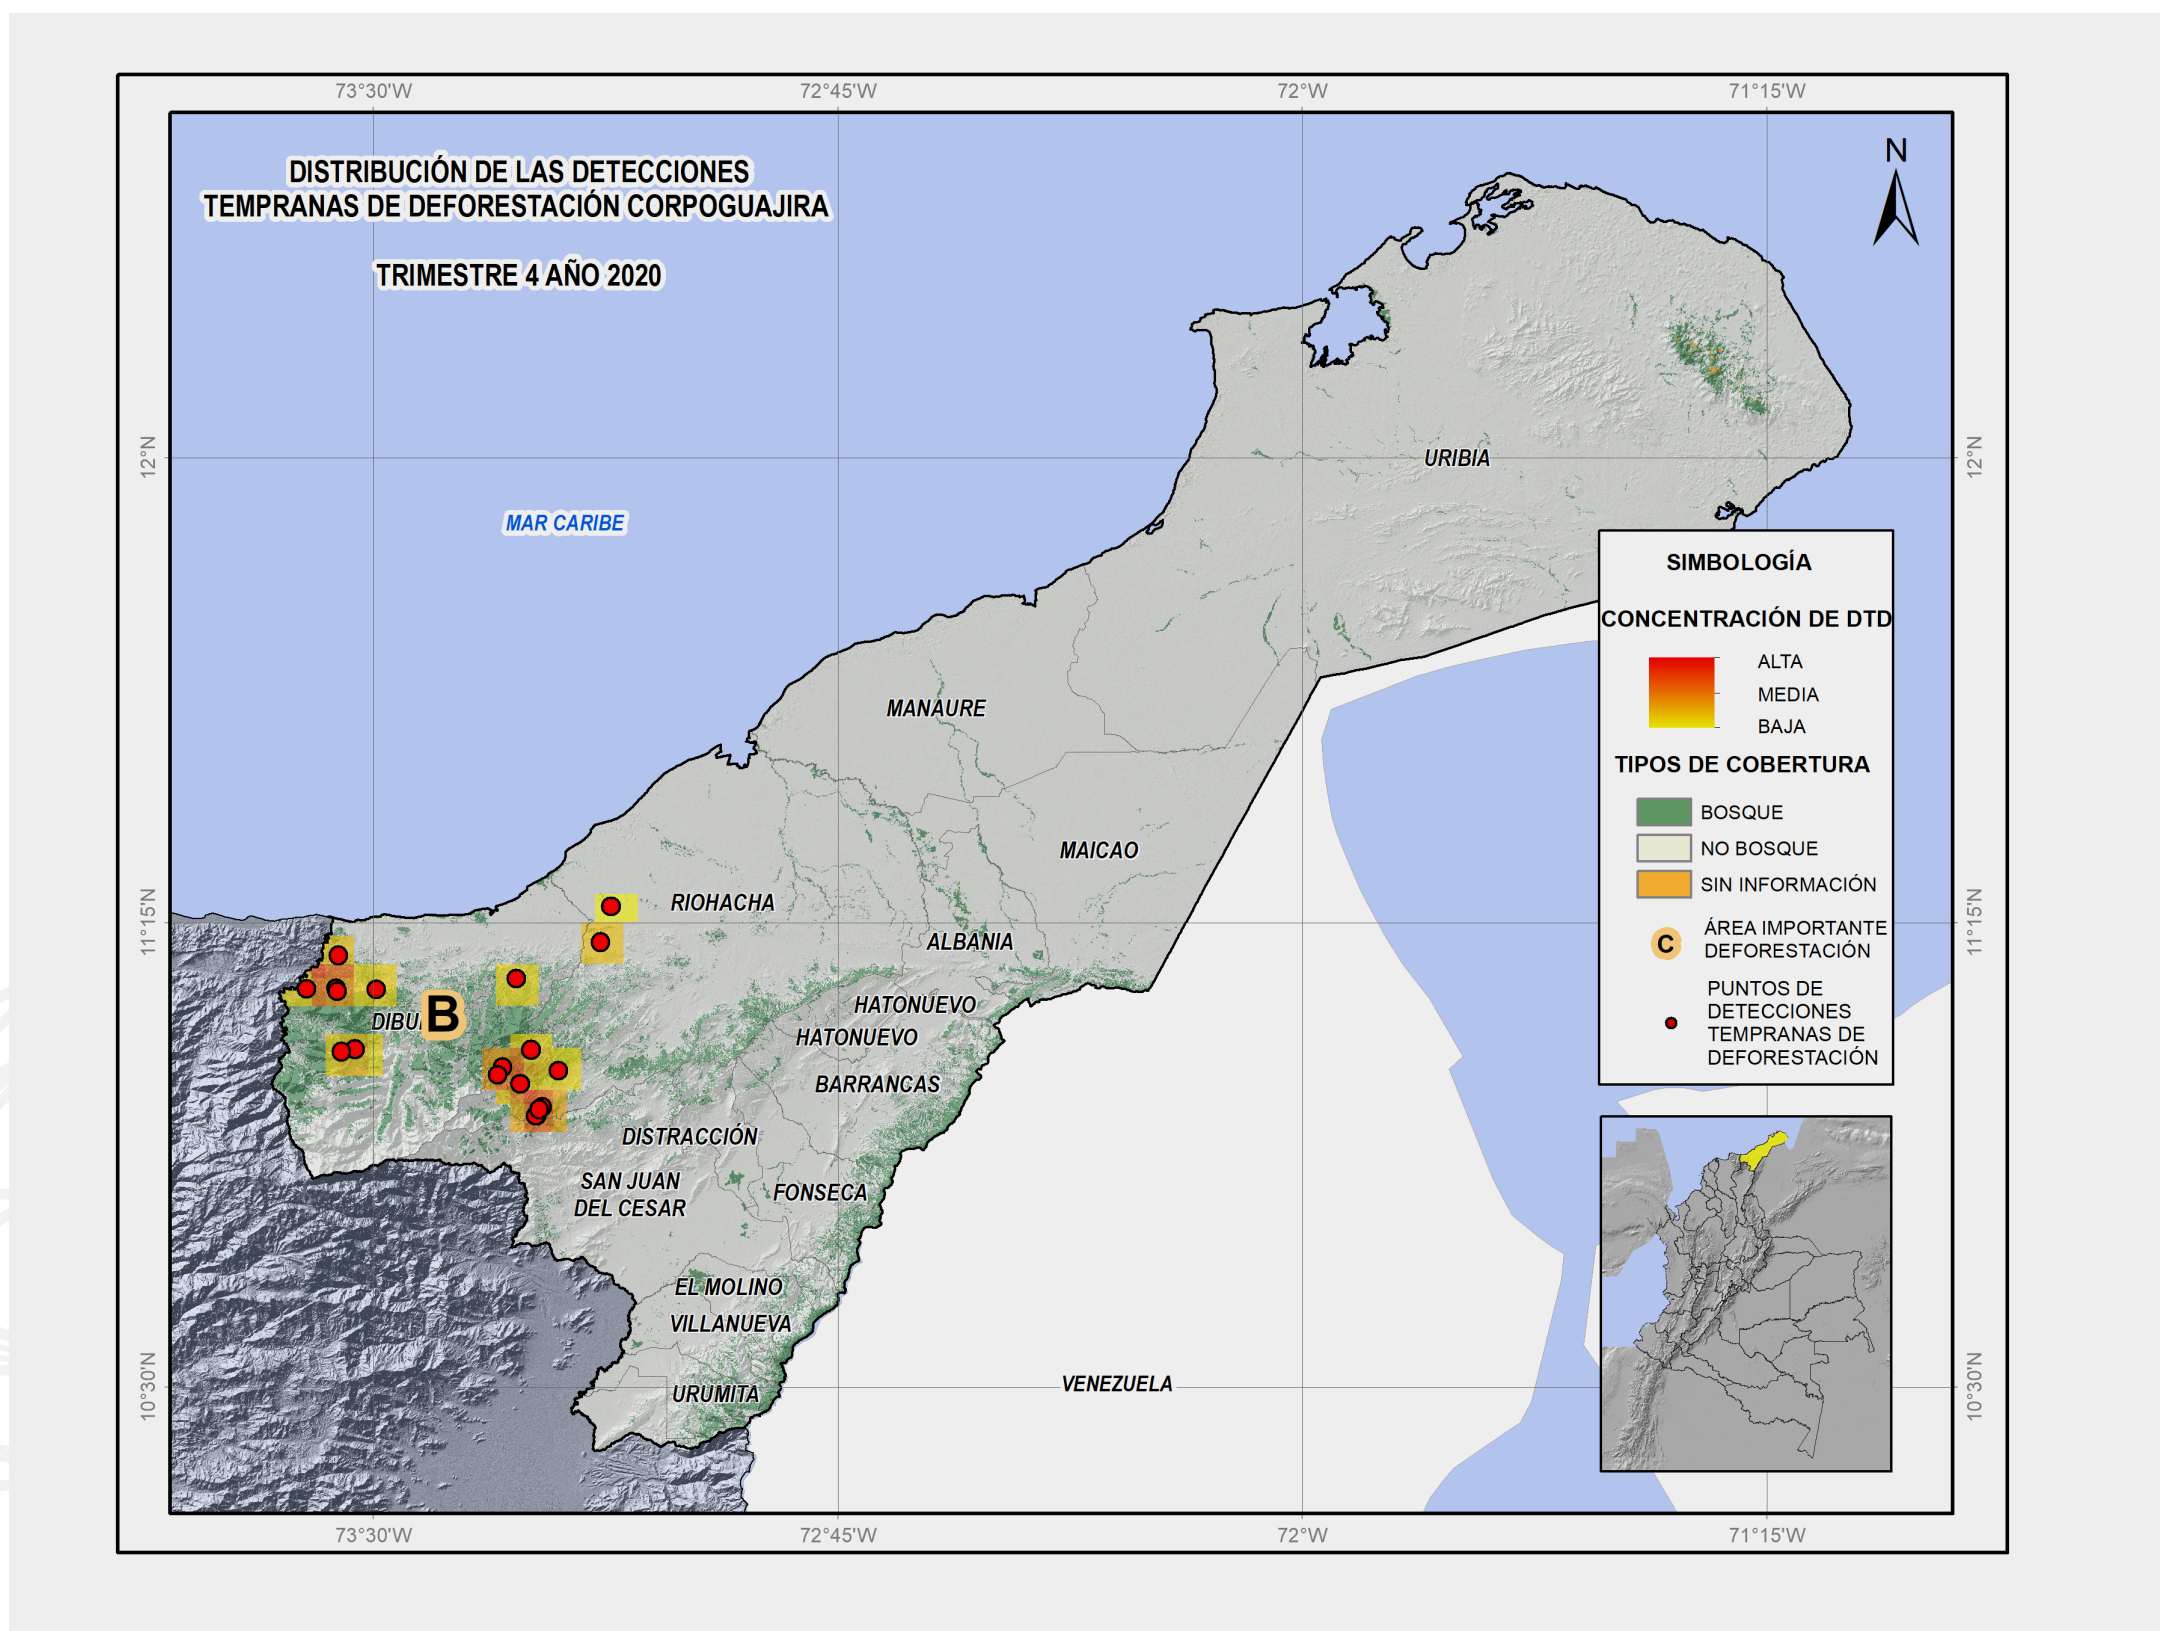 73°30'W
72°45'W
72°W
71°15'W
DISTRIBUCIÓN DE LAS DETECCIONES
TEMPRANAS DE DEFORESTACIÓN CORPOGUAJIRA
TRIMESTRE 4 AÑO 2020
N
12°N
12°N
URIBIA
MAR CARIBE
MANAURE
MAICAO
RIOHACHA
ALBANIA
11°15'N
11°15'N
HATONUEVO
DIBU
B
HATONUEVO
BARRANCAS
DISTRACCIÓN
SAN JUAN
DEL CESAR
FONSECA
EL MOLINO
VILLANUEVA
URUMITA
VENEZUELA
10°30'N
10°30'N
SIMBOLOGÍA
CONCENTRACIÓN DE DTD
ALTA
MEDIA
BAJA
TIPOS DE COBERTURA
BOSQUE
NO BOSQUE
SIN INFORMACIÓN
C
ÁREA IMPORTANTE
DEFORESTACIÓN
PUNTOS DE
DETECCIONES
TEMPRANAS DE
DEFORESTACIÓN
73°30'W
72°45'W
72°W
71°15'W